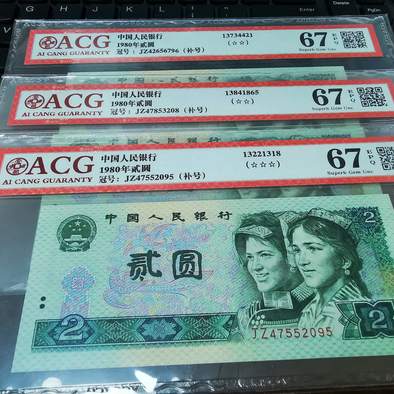 G H J K L Enter
ACG
AI CANG GUARANTY
中国人民银行
1980年贰圆
冠号：JZ42656796（补号）
13734421
（☆☆）
67 EPQ
Superb Gem Unc
ACG
AI CANG GUARANTY
中国人民银行
1980年贰圆
冠号：JZ47853208（补号）
13841865
（☆☆）
67 EPQ
Superb Gem Unc
ACG
AI CANG GUARANTY
中国人民银行
1980年贰圆
冠号：JZ47552095（补号）
13221318
（☆☆☆）
67 EPQ
Superb Gem Unc
中国人民银行
2
贰圆
JZ47552095
2
2